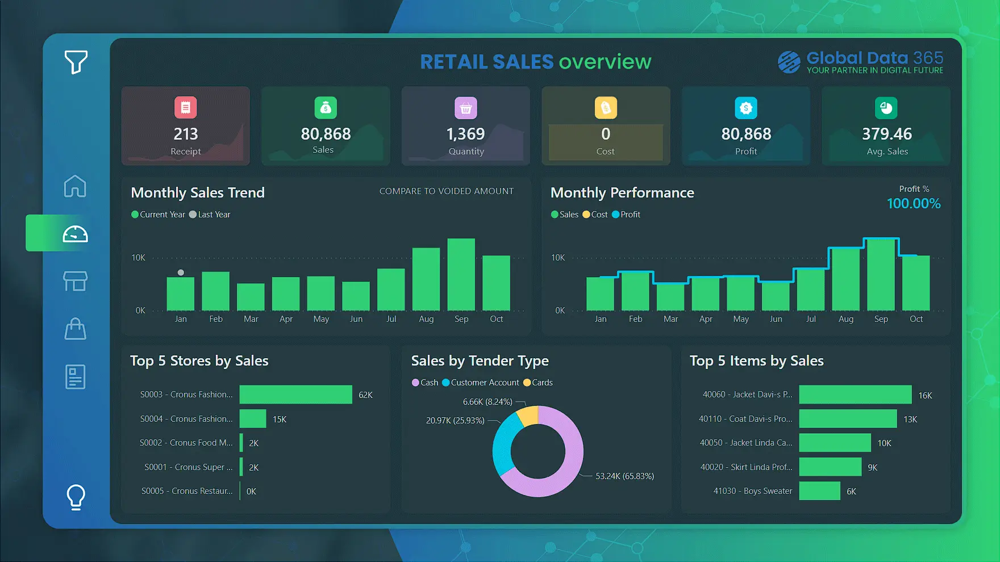 RETAIL SALES overview
Global Data 365
YOUR PARTNER IN DIGITAL FUTURE
213
Receipt
80,868
Sales
1,369
Quantity
0
Cost
80,868
Profit
379.46
Avg. Sales
Monthly Sales Trend
COMPARE TO VOIDED AMOUNT
Current Year Last Year
10K
0K
Jan Feb Mar Apr May Jun Jul Aug Sep Oct
Monthly Performance
Profit %
100.00%
Sales Cost Profit
10K
0K
Jan Feb Mar Apr May Jun Jul Aug Sep Oct
Top 5 Stores by Sales
S0003 - Cronus Fashion... 62K
S0004 - Cronus Fashion... 15K
S0002 - Cronus Food M... 2K
S0001 - Cronus Super ... 2K
S0005 - Cronus Restaur... 0K
Sales by Tender Type
Cash Customer Account Cards
6.66K (8.24%)
20.97K (25.93%)
53.24K (65.83%)
Top 5 Items by Sales
40060 - Jacket Davi-s P... 16K
40110 - Coat Davi-s Pro... 13K
40050 - Jacket Linda Ca... 10K
40020 - Skirt Linda Prof... 9K
41030 - Boys Sweater 6K